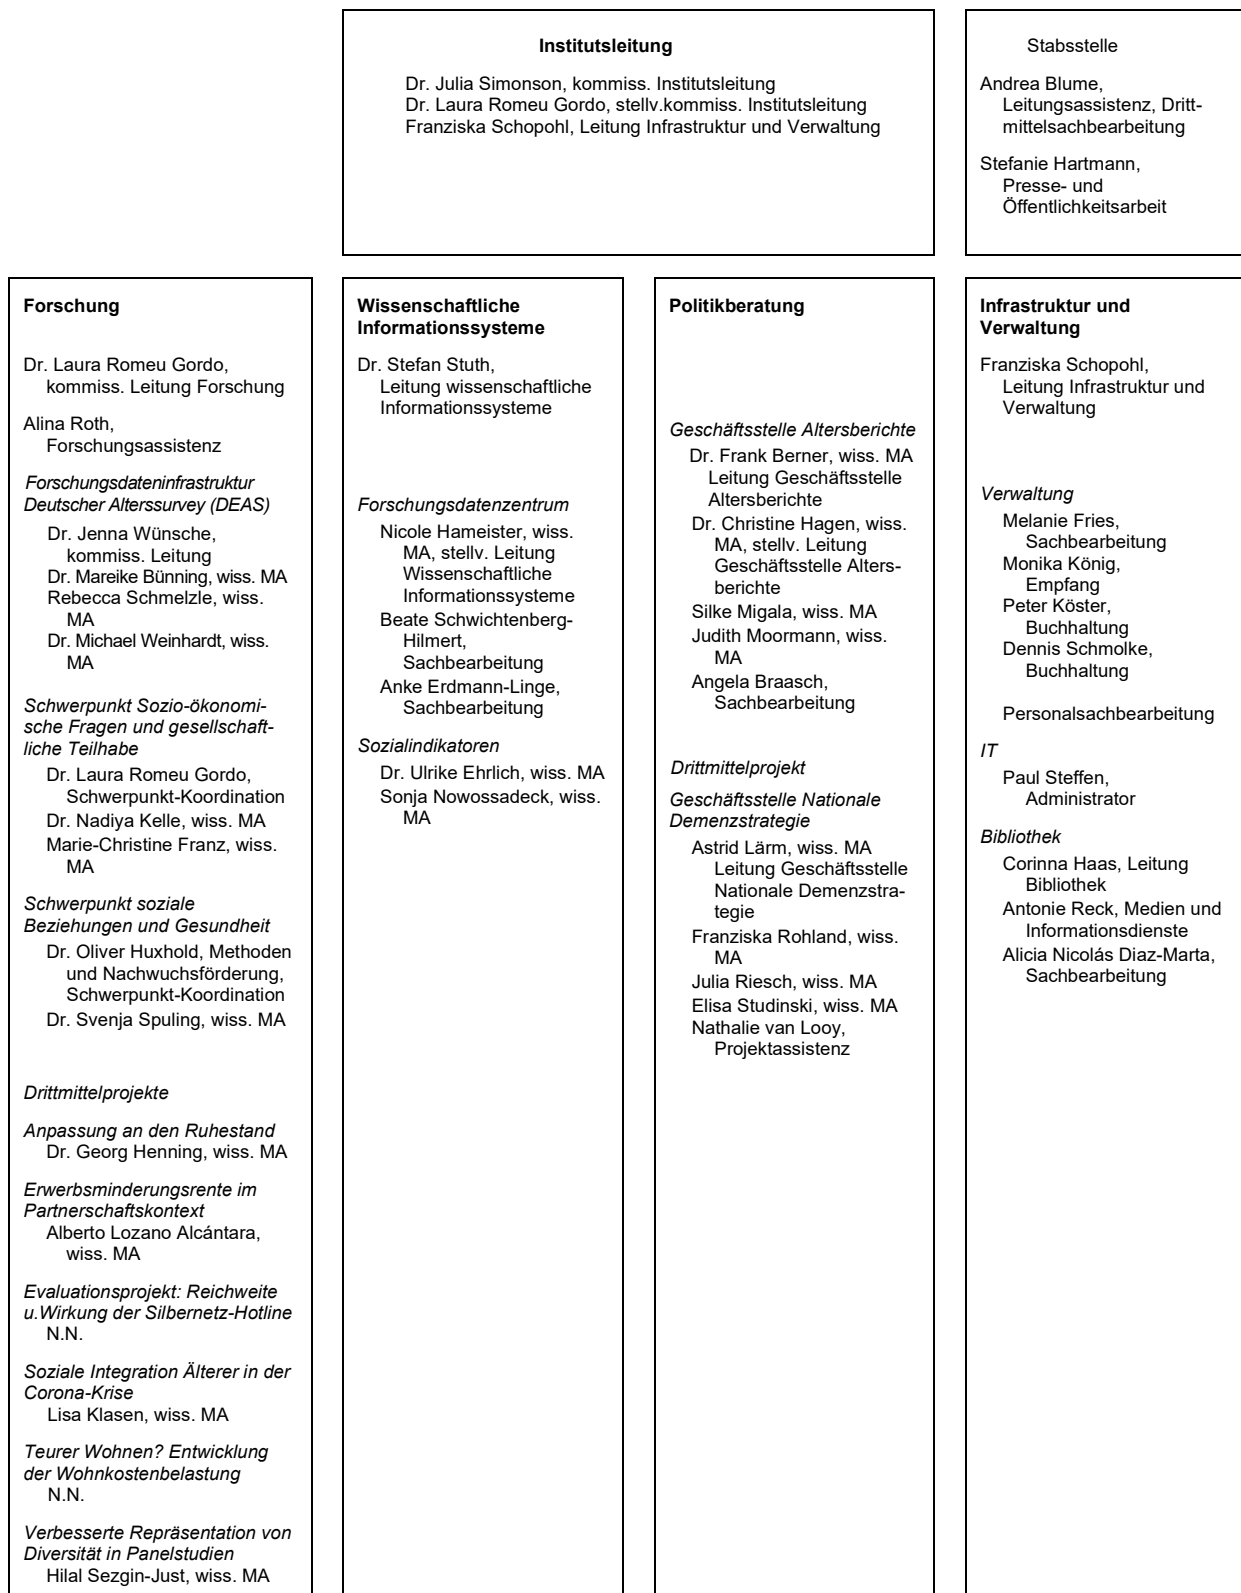 Institutsleitung
Dr. Julia Simonson, kommiss. Institutsleitung
Dr. Laura Romeu Gordo, stellv.kommiss. Institutsleitung
Franziska Schopohl, Leitung Infrastruktur und Verwaltung
Stabsstelle
Andrea Blume,
Leitungsassistenz, Dritt-
mittelsachbearbeitung
Stefanie Hartmann,
Presse- und
Öffentlichkeitsarbeit
Forschung
Dr. Laura Romeu Gordo,
kommiss. Leitung Forschung
Alina Roth,
Forschungsassistenz
Forschungsdateninfrastruktur
Deutscher Alterssurvey (DEAS)
Dr. Jenna Wünsche,
kommiss. Leitung
Dr. Mareike Bünning, wiss. MA
Rebecca Schmelzle, wiss.
MA
Dr. Michael Weinhardt, wiss.
MA
Schwerpunkt Sozio-ökonomi-
sche Fragen und gesellschaft-
liche Teilhabe
Dr. Laura Romeu Gordo,
Schwerpunkt-Koordination
Dr. Nadiya Kelle, wiss. MA
Marie-Christine Franz, wiss.
MA
Schwerpunkt soziale
Beziehungen und Gesundheit
Dr. Oliver Huxhold, Methoden
und Nachwuchsförderung,
Schwerpunkt-Koordination
Dr. Svenja Spuling, wiss. MA
Drittmittelprojekte
Anpassung an den Ruhestand
Dr. Georg Henning, wiss. MA
Erwerbsminderungsrente im
Partnerschaftskontext
Alberto Lozano Alcántara,
wiss. MA
Evaluationsprojekt: Reichweite
u.Wirkung der Silbernetz-Hotline
N.N.
Soziale Integration Älterer in der
Corona-Krise
Lisa Klasen, wiss. MA
Teurer Wohnen? Entwicklung
der Wohnkostenbelastung
N.N.
Verbesserte Repräsentation von
Diversität in Panelstudien
Hilal Sezgin-Just, wiss. MA
Wissenschaftliche
Informationssysteme
Dr. Stefan Stuth,
Leitung wissenschaftliche
Informationssysteme
Forschungsdatenzentrum
Nicole Hameister, wiss.
MA, stellv. Leitung
Wissenschaftliche
Informationssysteme
Beate Schwichtenberg-
Hilmert,
Sachbearbeitung
Anke Erdmann-Linge,
Sachbearbeitung
Sozialindikatoren
Dr. Ulrike Ehrlich, wiss. MA
Sonja Nowossadeck, wiss.
MA
Politikberatung
Geschäftsstelle Altersberichte
Dr. Frank Berner, wiss. MA
Leitung Geschäftsstelle
Altersberichte
Dr. Christine Hagen, wiss.
MA, stellv. Leitung
Geschäftsstelle Alters-
berichte
Silke Migala, wiss. MA
Judith Moormann, wiss.
MA
Angela Braasch,
Sachbearbeitung
Drittmittelprojekt
Geschäftsstelle Nationale
Demenzstrategie
Astrid Lärm, wiss. MA
Leitung Geschäftsstelle
Nationale Demenzstra-
tegie
Franziska Rohland, wiss.
MA
Julia Riesch, wiss. MA
Elisa Studinski, wiss. MA
Nathalie van Looy,
Projektassistenz
Infrastruktur und
Verwaltung
Franziska Schopohl,
Leitung Infrastruktur und
Verwaltung
Verwaltung
Melanie Fries,
Sachbearbeitung
Monika König,
Empfang
Peter Köster,
Buchhaltung
Dennis Schmolke,
Buchhaltung
Personalsachbearbeitung
IT
Paul Steffen,
Administrator
Bibliothek
Corinna Haas, Leitung
Bibliothek
Antonie Reck, Medien und
Informationsdienste
Alicia Nicolás Diaz-Marta,
Sachbearbeitung